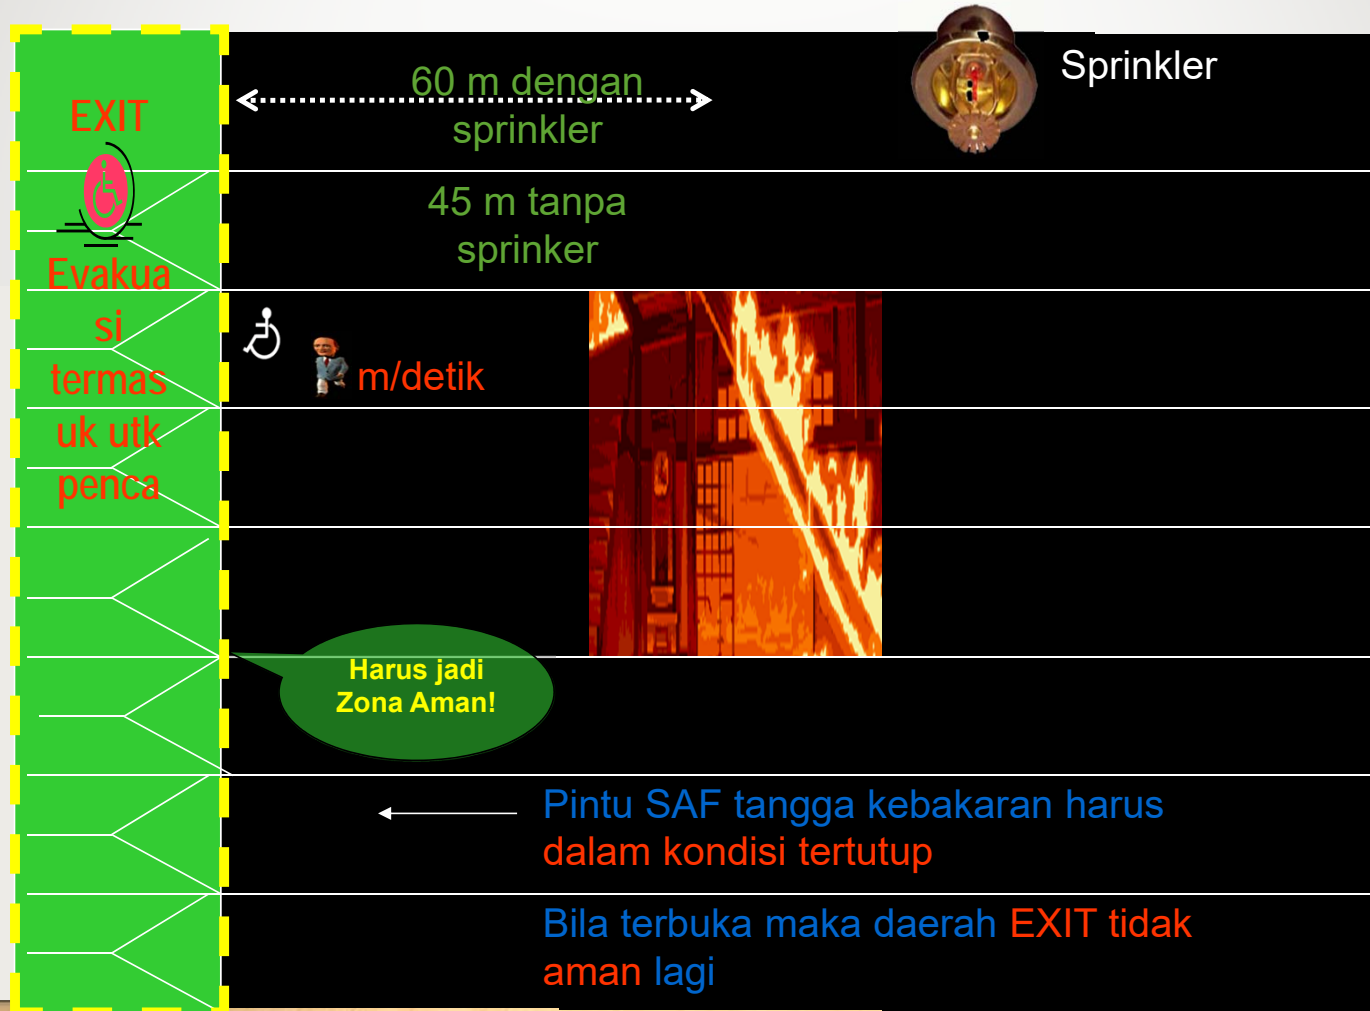 60 m dengan
sprinkler
Sprinkler
EXIT
45 m tanpa
sprinker
Evakua
si
termas
uk utk
penca
m/detik
Harus jadi
Zona Aman!
Pintu SAF tangga kebakaran harus
dalam kondisi tertutup
Bila terbuka maka daerah EXIT tidak
aman lagi